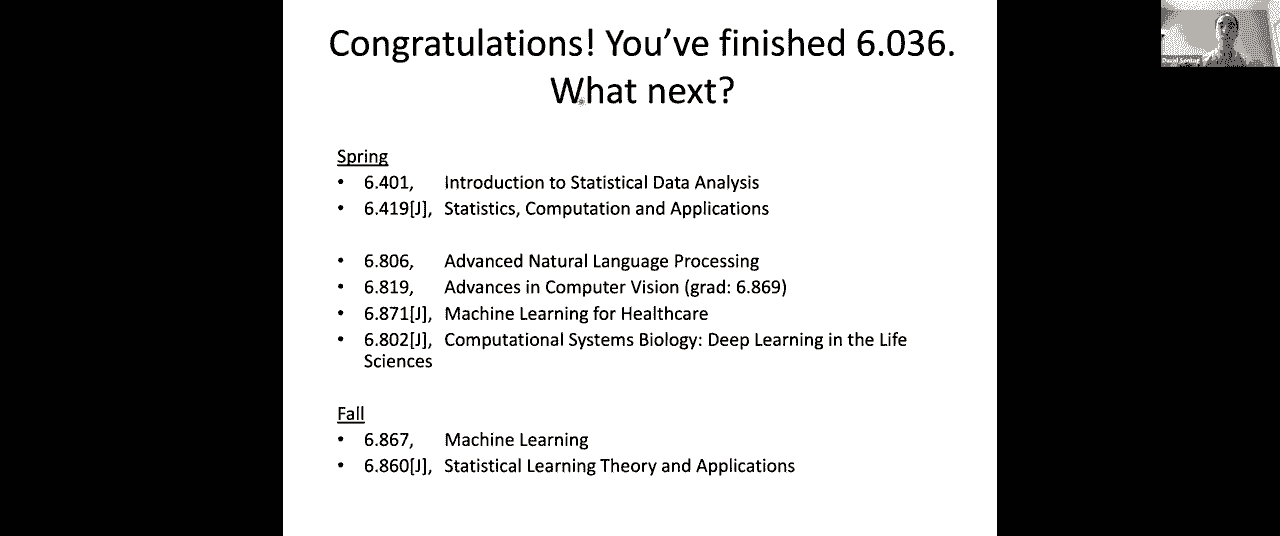 Congratulations! You’ve finished 6.036.
What next?
David Sontag
Spring
• 6.401, Introduction to Statistical Data Analysis
• 6.419[J], Statistics, Computation and Applications
• 6.806, Advanced Natural Language Processing
• 6.819, Advances in Computer Vision (grad: 6.869)
• 6.871[J], Machine Learning for Healthcare
• 6.802[J], Computational Systems Biology: Deep Learning in the Life
Sciences
Fall
• 6.867, Machine Learning
• 6.860[J], Statistical Learning Theory and Applications